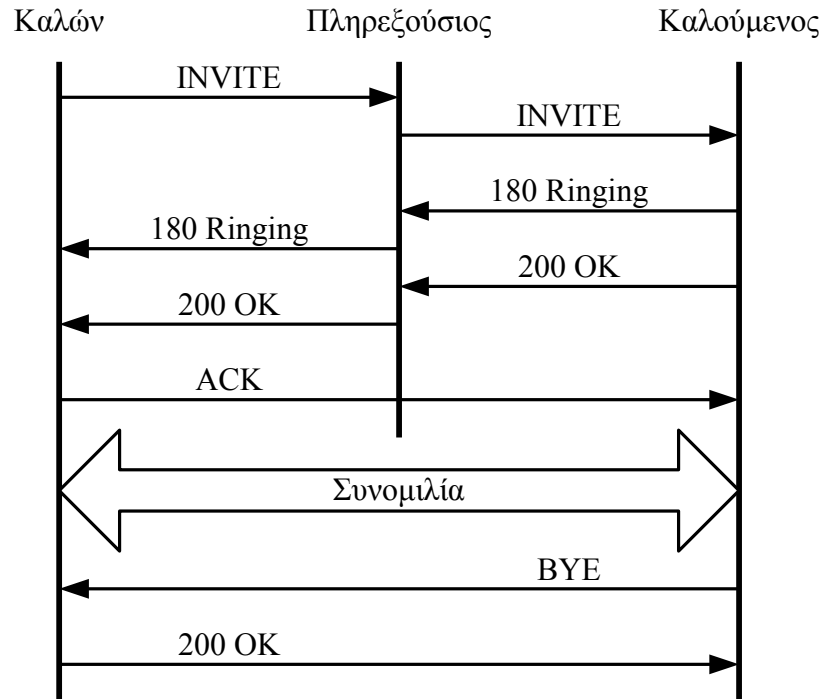 Καλών
Πληρεξούσιος
Καλούμενος
INVITE
INVITE
180 Ringing
180 Ringing
200 OK
200 OK
ACK
Συνομιλία
BYE
200 OK